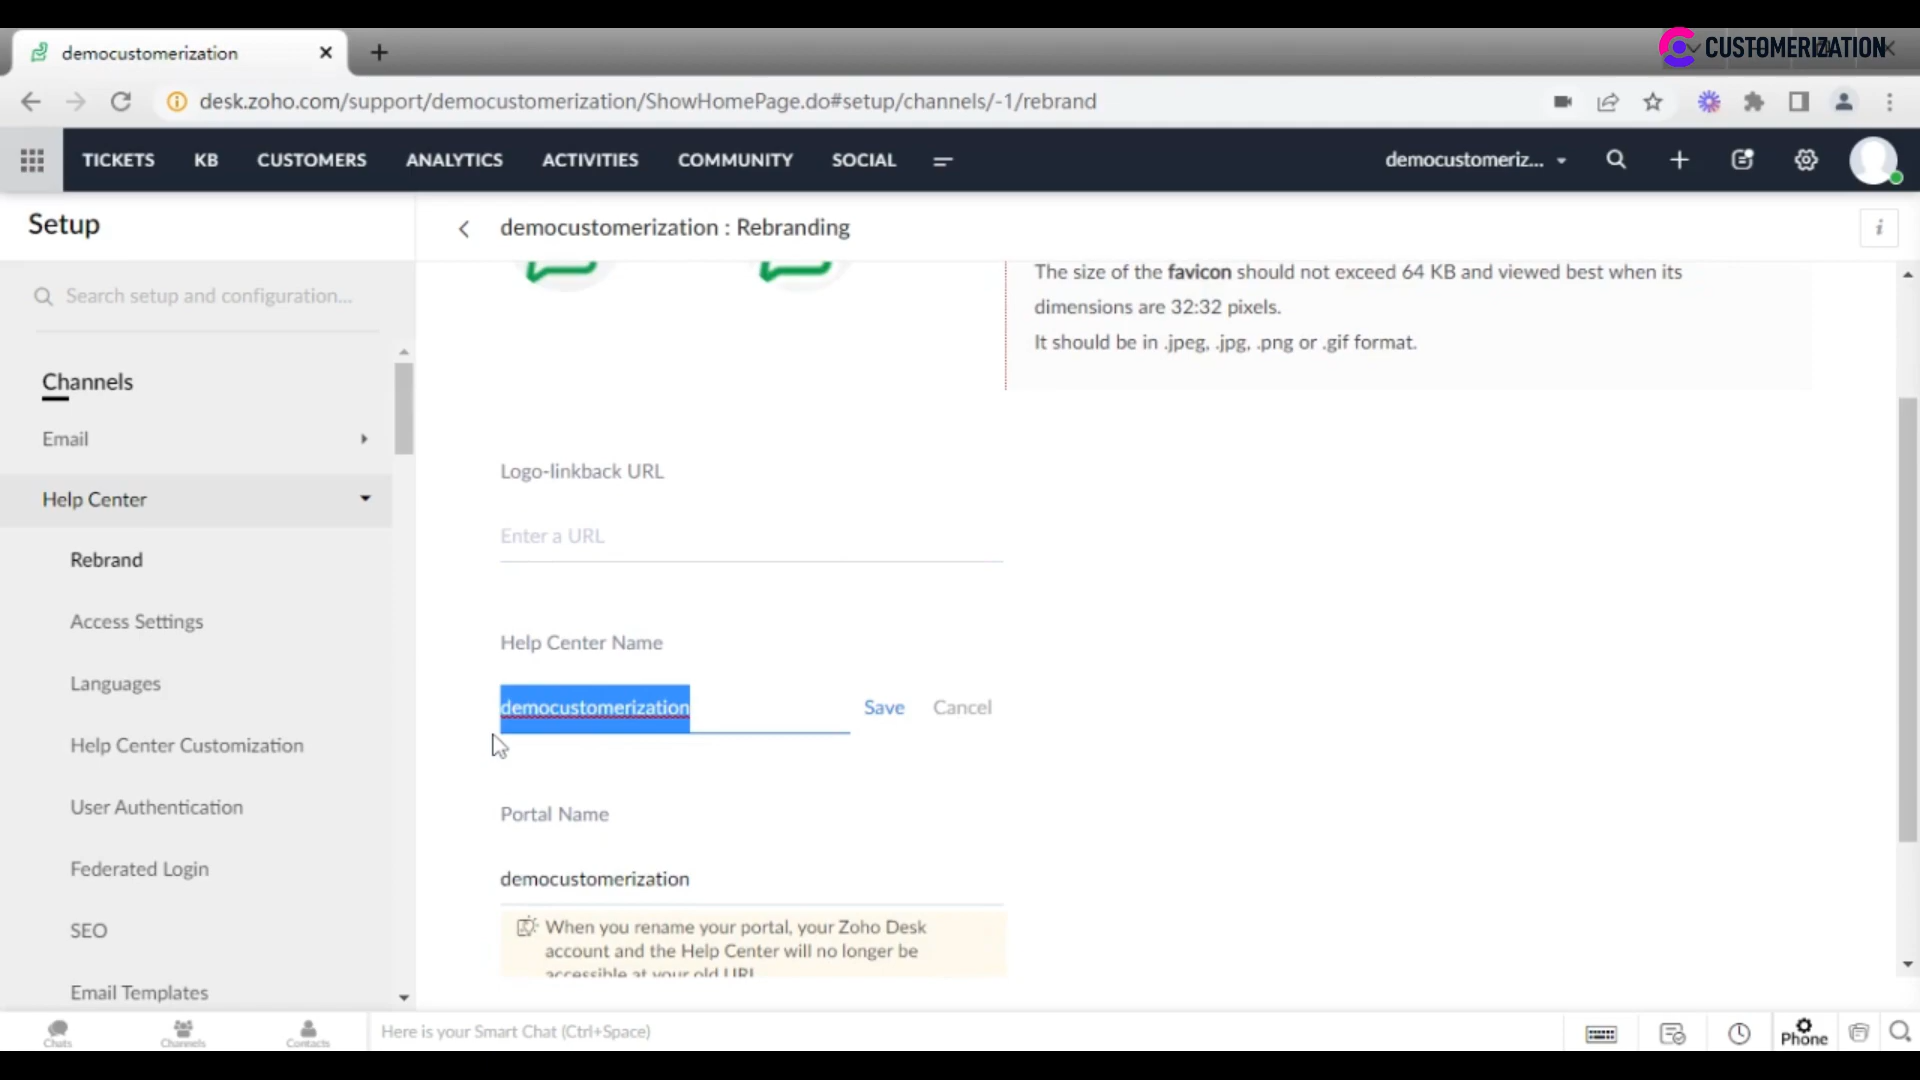 democustomerization
CUSTOMERIZATION
desk.zoho.com/support/democustomerization/ShowHomePage.do#setup/channels/-1/rebrand
TICKETS KB CUSTOMERS ANALYTICS ACTIVITIES COMMUNITY SOCIAL democustomeriz...
Setup
democustomerization : Rebranding
i
Search setup and configuration...
Channels
Email
Help Center
Rebrand
Access Settings
Languages
Help Center Customization
User Authentication
Federated Login
SEO
Email Templates
The size of the favicon should not exceed 64 KB and viewed best when its
dimensions are 32:32 pixels.
It should be in .jpeg, .jpg, .png or .gif format.
Logo-linkback URL
Enter a URL
Help Center Name
democustomerization Save Cancel
Portal Name
democustomerization
When you rename your portal, your Zoho Desk
account and the Help Center will no longer be
accessible at your old URL
Chats Channels Contacts Here is your Smart Chat (Ctrl+Space) Phone